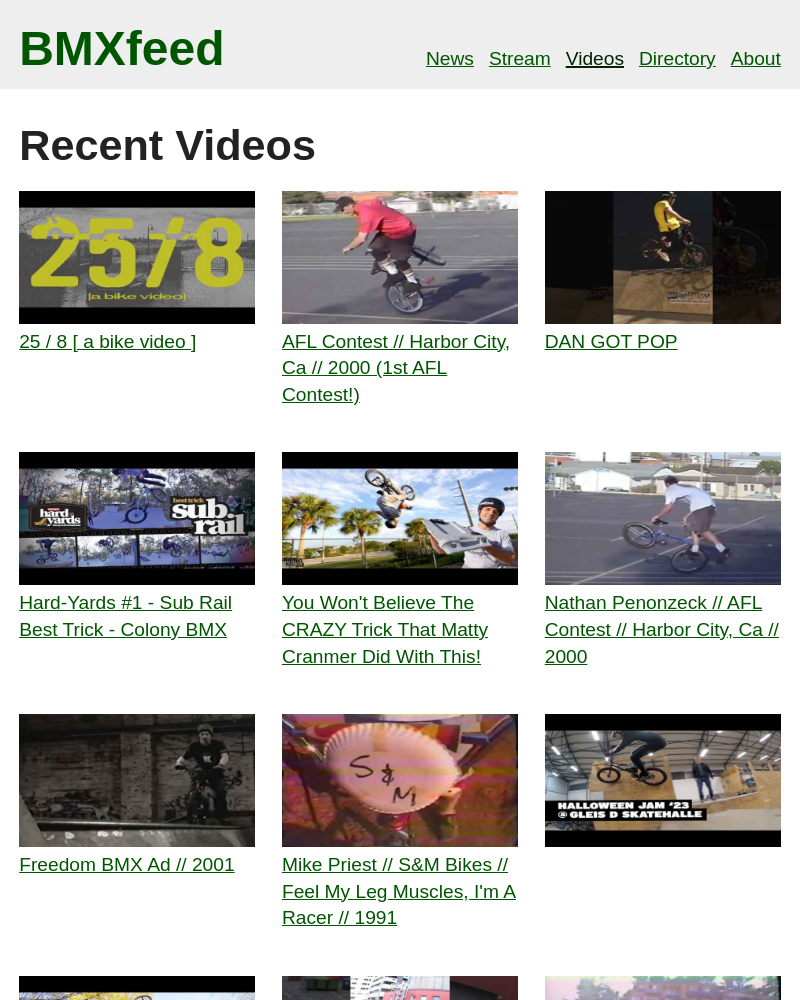 BMXfeed
News Stream Videos Directory About
Recent Videos
25/8
[a bike video]
25 / 8 [ a bike video ]
AFL Contest // Harbor City,
Ca // 2000 (1st AFL
Contest!)
DAN GOT POP
hard
yards
best trick
sub
rail
Hard-Yards #1 - Sub Rail
Best Trick - Colony BMX
You Won't Believe The
CRAZY Trick That Matty
Cranmer Did With This!
Nathan Penonzeck // AFL
Contest // Harbor City, Ca //
2000
Freedom BMX Ad // 2001
S & M
Mike Priest // S&M Bikes //
Feel My Leg Muscles, I'm A
Racer // 1991
HALLOWEEN JAM '23
@ GLEIS D SKATEHALLE